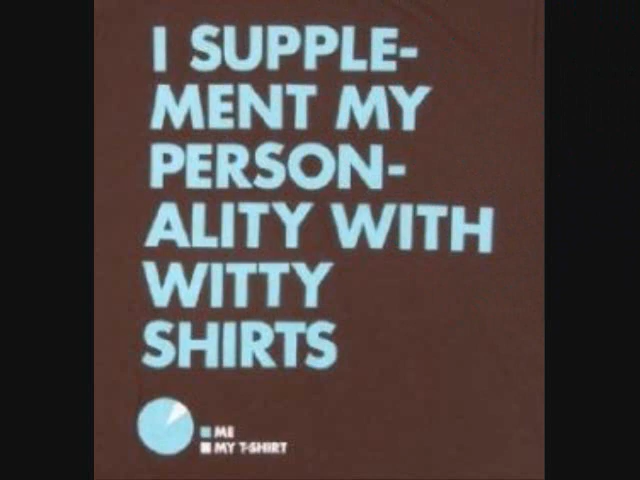 I SUPPLE-
MENT MY
PERSON-
ALITY WITH
WITTY
SHIRTS
ME
MY T-SHIRT